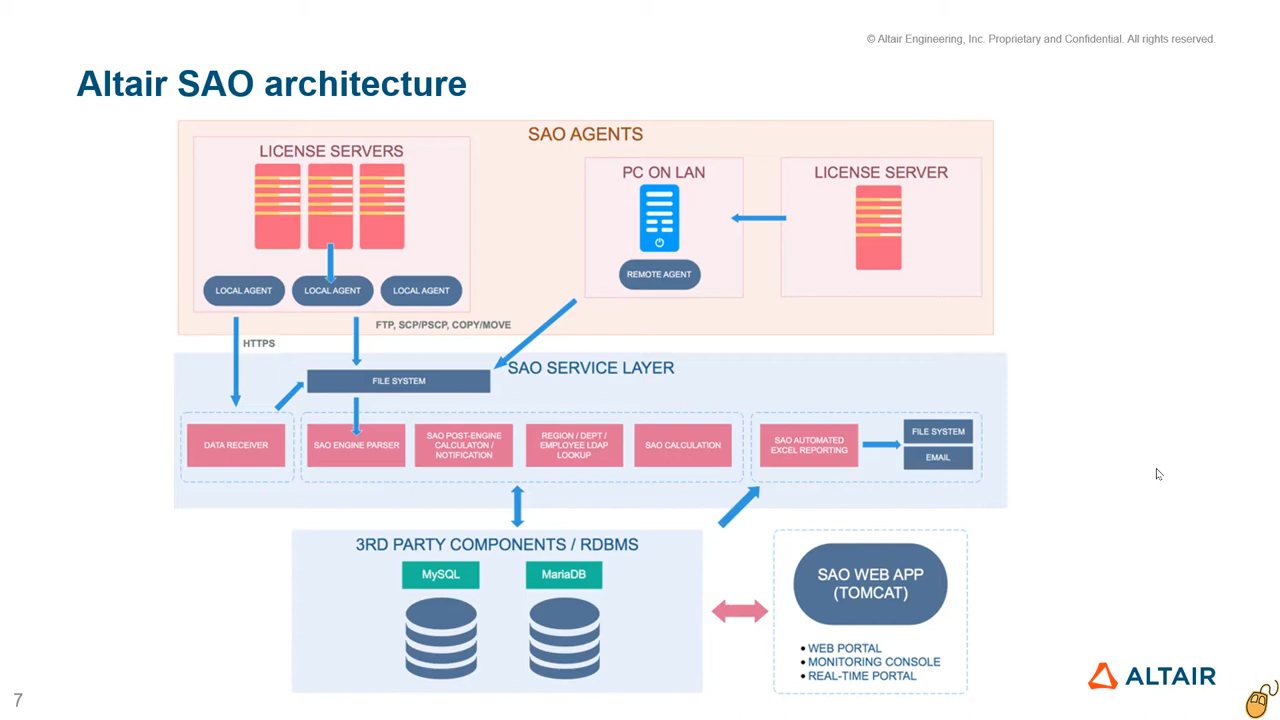 © Altair Engineering, Inc. Proprietary and Confidential. All rights reserved.
Altair SAO architecture
SAO AGENTS
LICENSE SERVERS
LOCAL AGENT
LOCAL AGENT
LOCAL AGENT
PC ON LAN
REMOTE AGENT
LICENSE SERVER
FTP, SCP/PSCP, COPY/MOVE
HTTPS
SAO SERVICE LAYER
FILE SYSTEM
DATA RECEIVER
SAO ENGINE PARSER
SAO POST-ENGINE
CALCULATON /
NOTIFICATION
REGION / DEPT /
EMPLOYEE LDAP
LOOKUP
SAO CALCULATION
SAO AUTOMATED
EXCEL REPORTING
FILE SYSTEM
EMAIL
3RD PARTY COMPONENTS / RDBMS
MySQL
MariaDB
SAO WEB APP
(TOMCAT)
• WEB PORTAL
• MONITORING CONSOLE
• REAL-TIME PORTAL
ALTAIR
7